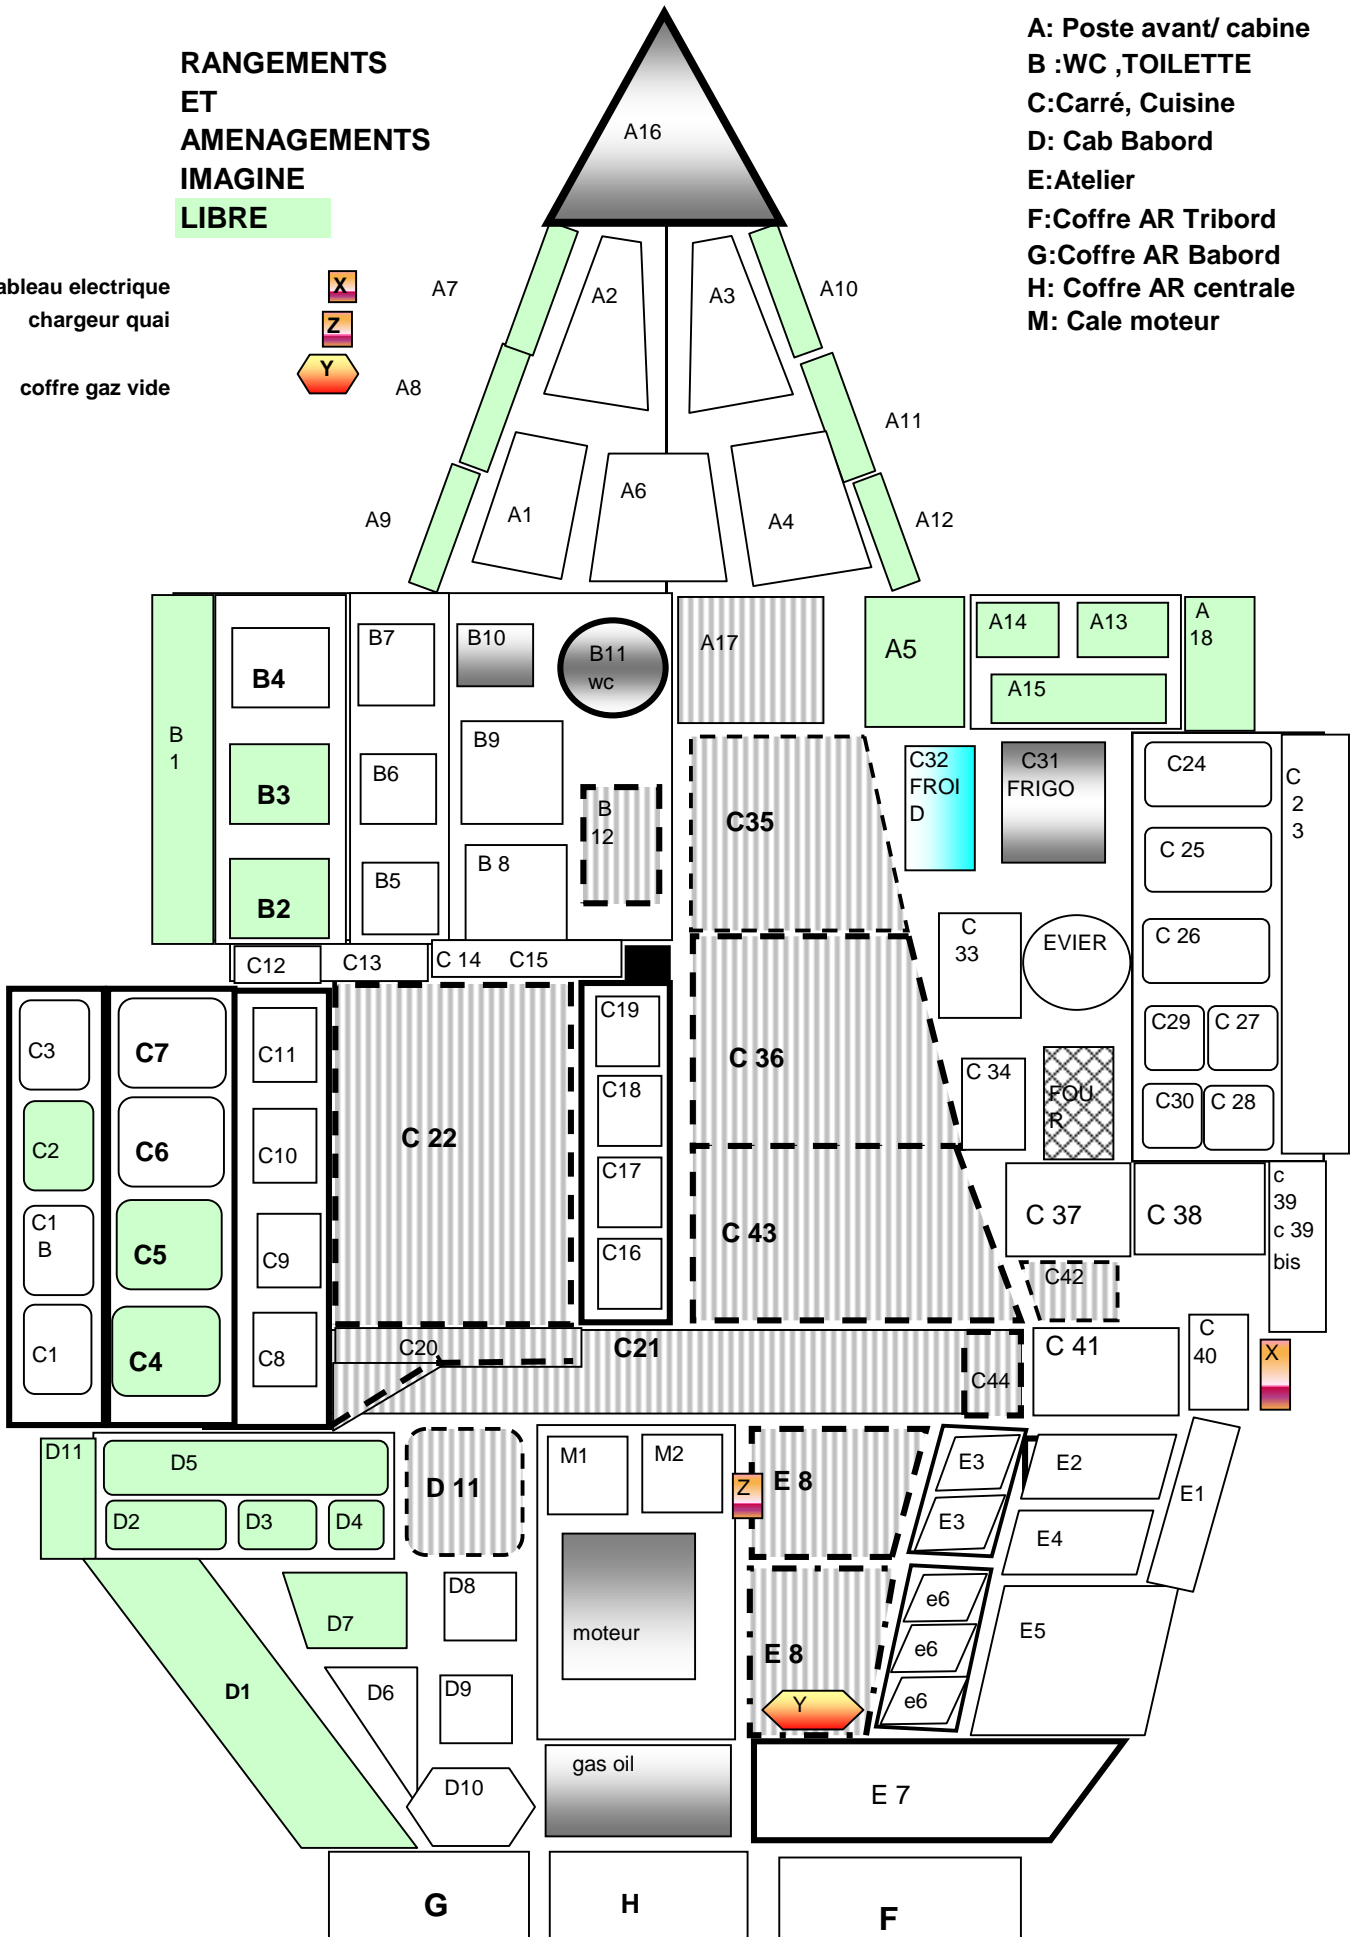 RANGEMENTS
ET
AMENAGEMENTS
IMAGINE
LIBRE
A: Poste avant/ cabine
B :WC ,TOILETTE
C:Carré, Cuisine
D: Cab Babord
E:Atelier
F:Coffre AR Tribord
G:Coffre AR Babord
H: Coffre AR centrale
M: Cale moteur
ableau electrique
X
chargeur quai
Z
coffre gaz vide
Y
A16
A7
A2
A3
A10
A8
A11
A9
A1
A6
A4
A12
B
1
B4
B3
B2
B7
B6
B5
B10
B9
B 8
B11
wc
B
12
A17
A5
A14
A13
A15
A
18
C35
C32
FROI
D
C31
FRIGO
C24
C 25
C 26
C29
C 27
C30
C 28
C
2
3
C
33
EVIER
C12
C13
C 14
C15
C3
C2
C1
B
C1
C7
C6
C5
C4
C11
C10
C9
C8
C 22
C19
C18
C17
C16
C 36
C 34
FOU
R
C 43
C 37
C 38
c
39
c 39
bis
C42
C20
C21
C44
C 41
C
40
X
D11
D5
D2
D3
D4
D 11
M1
M2
Z
E 8
E3
E3
E2
E4
E1
D7
D8
moteur
E 8
e6
e6
e6
E5
D1
D6
D9
Y
D10
gas oil
E 7
G
H
F